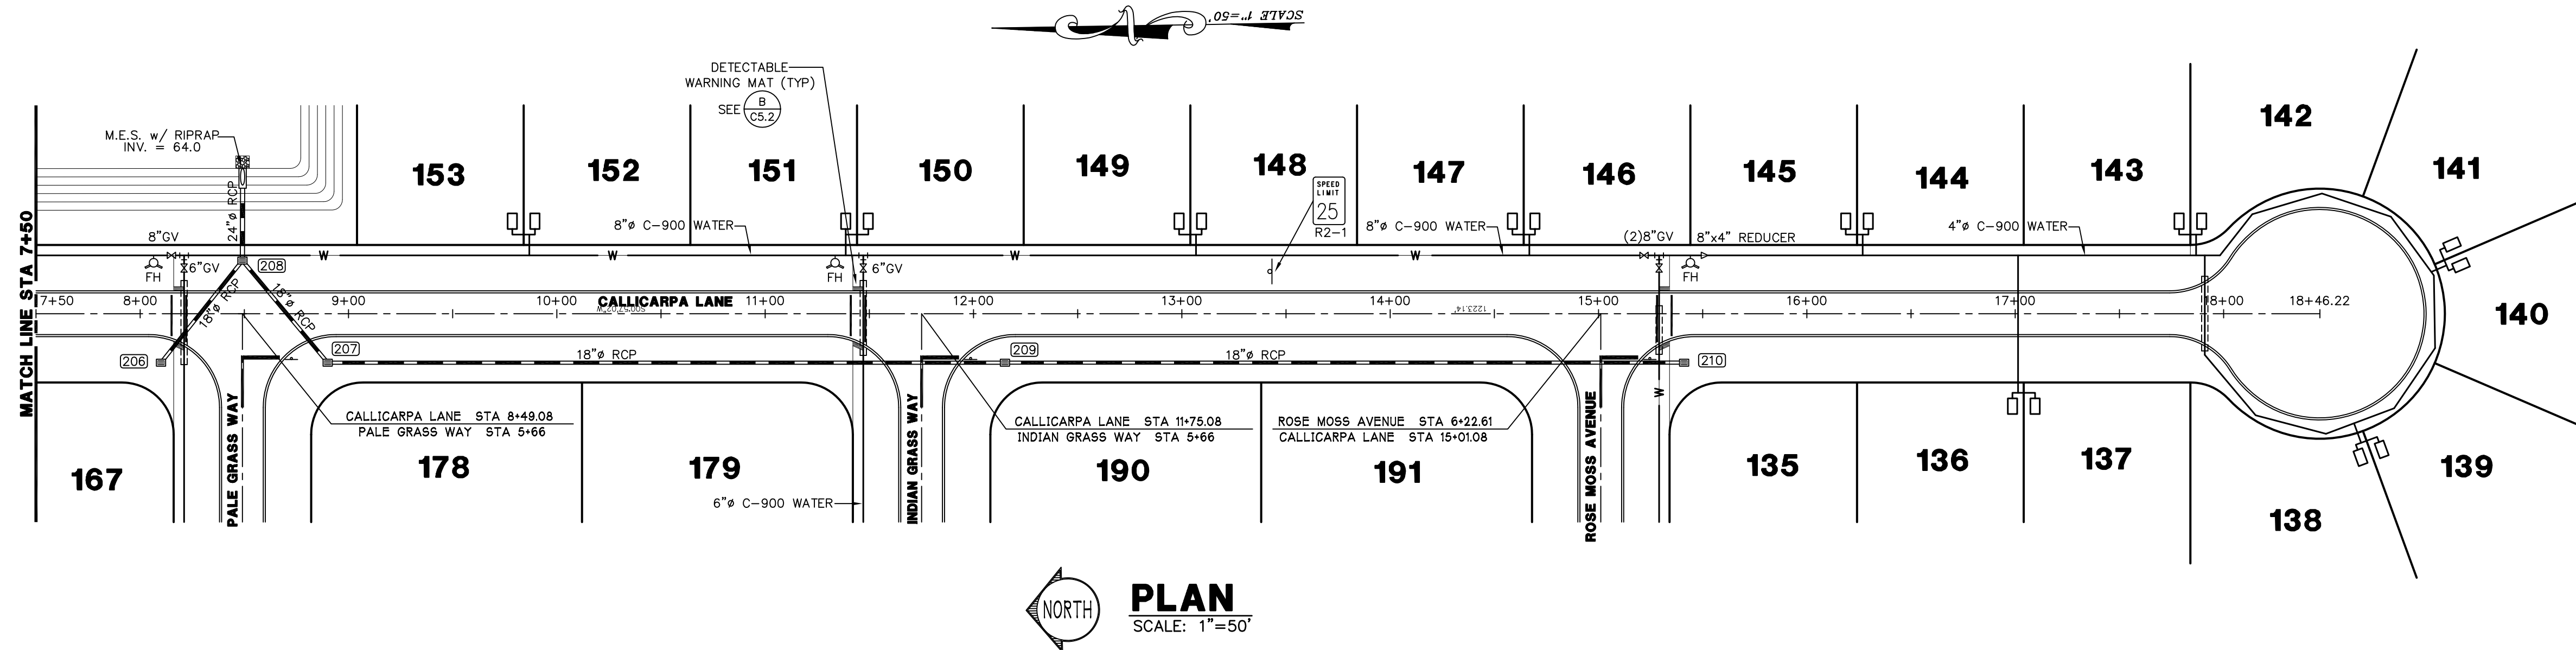 SCALE 1"=50'
DETECTABLE
WARNING MAT (TYP)
SEE B
C5.2
M.E.S. w/ RIPRAP
INV. = 64.0
142
141
153
152
151
150
149
148
147
146
145
144
143
SPEED
LIMIT
25
R2-1
24"ø RCP
MATCH LINE STA 7+50
8"GV
W
8"ø C-900 WATER
W
W
8"ø C-900 WATER
W
(2)8"GV
8"x4" REDUCER
4"ø C-900 WATER
FH
6"GV
208
FH
6"GV
FH
7+50
8+00
9+00
10+00
CALLICARPA LANE
11+00
12+00
13+00
14+00
15+00
16+00
17+00
18+00
18+46.22
S00°57'02"W
1223.14'
140
18"ø RCP
18"ø RCP
206
207
18"ø RCP
209
18"ø RCP
210
W
CALLICARPA LANE STA 8+49.08
PALE GRASS WAY STA 5+66
CALLICARPA LANE STA 11+75.08
INDIAN GRASS WAY STA 5+66
ROSE MOSS AVENUE STA 6+22.61
CALLICARPA LANE STA 15+01.08
PALE GRASS WAY
INDIAN GRASS WAY
ROSE MOSS AVENUE
167
178
179
190
191
135
136
137
139
138
6"ø C-900 WATER
NORTH
PLAN
SCALE: 1"=50'